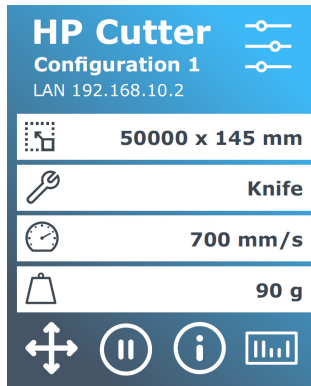 HP Cutter
Configuration 1
LAN 192.168.10.2
50000 x 145 mm
Knife
700 mm/s
90 g